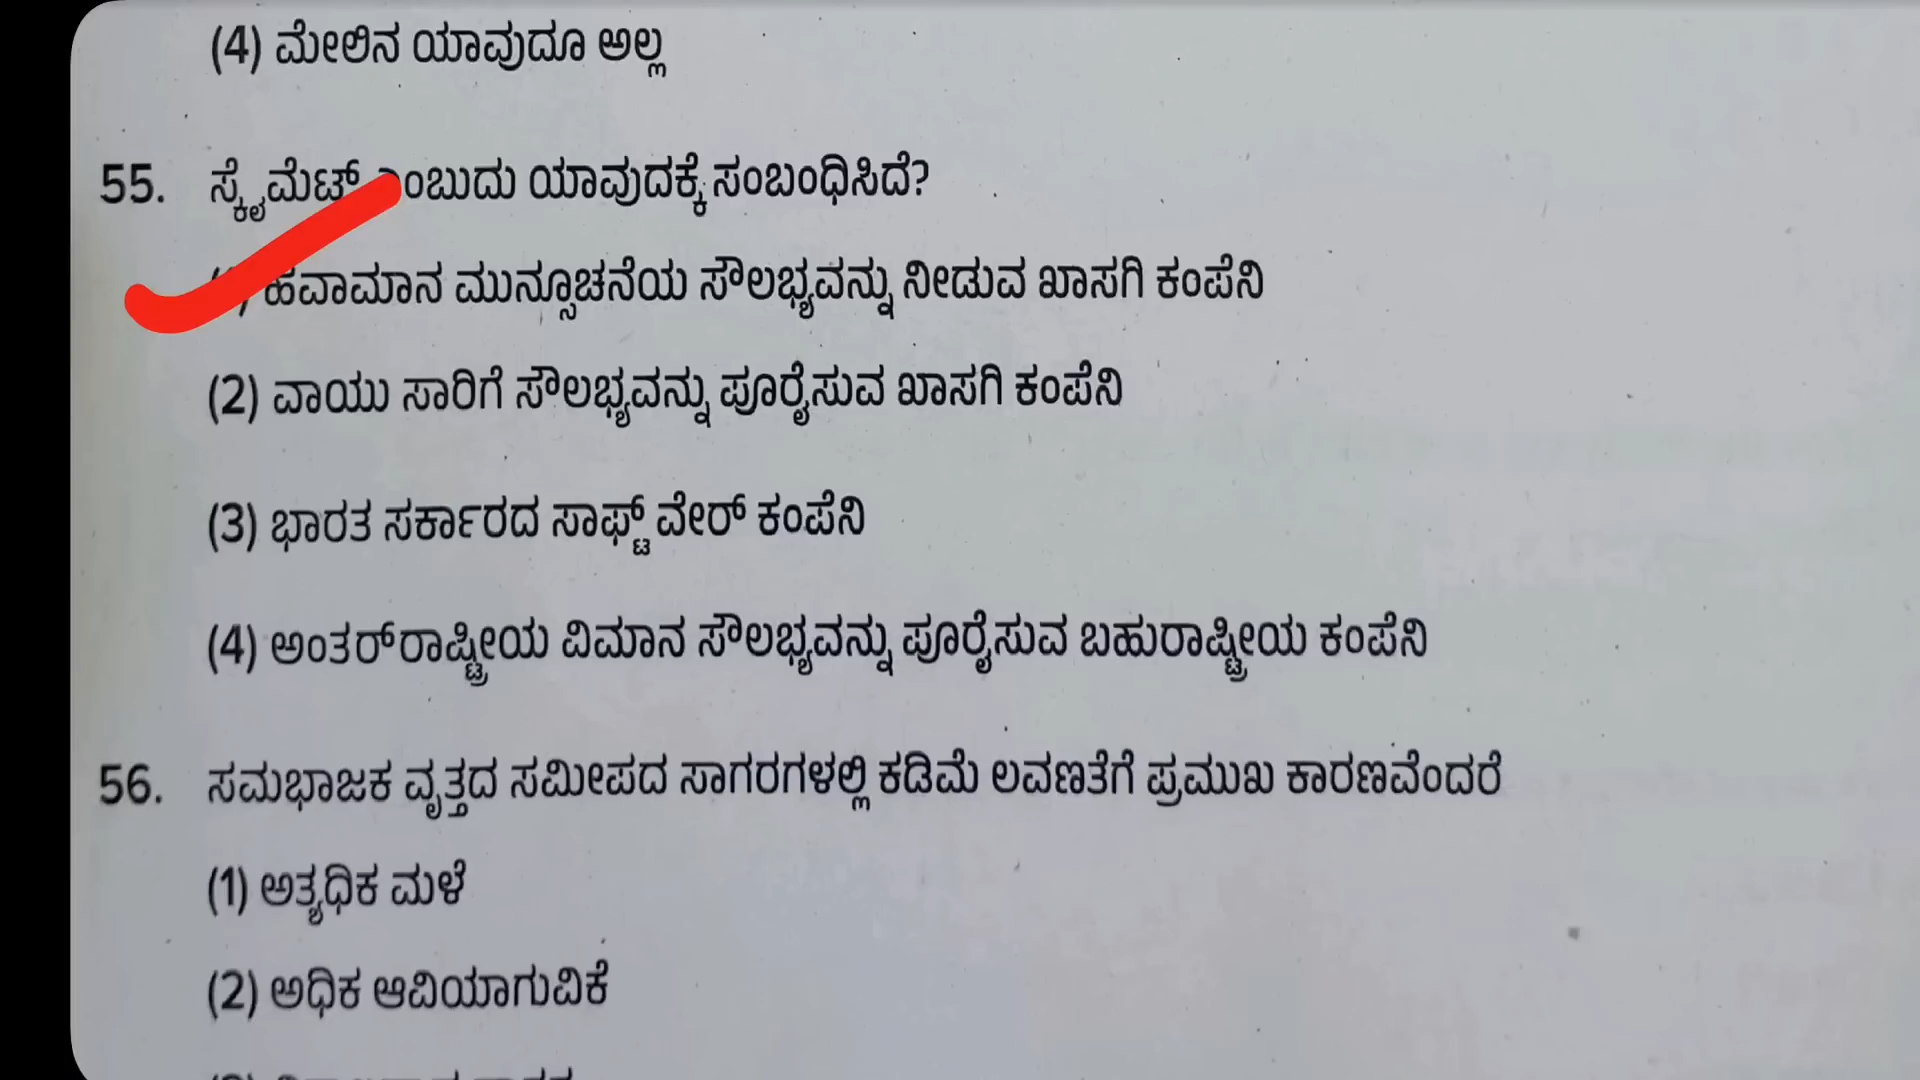 (4) ಮೇಲಿನ ಯಾವುದೂ ಅಲ್ಲ
55. ಸ್ಕೈಮೆಟ್ ಎಂಬುದು ಯಾವುದಕ್ಕೆ ಸಂಬಂಧಿಸಿದೆ?
ಹವಾಮಾನ ಮುನ್ಸೂಚನೆಯ ಸೌಲಭ್ಯವನ್ನು ನೀಡುವ ಖಾಸಗಿ ಕಂಪೆನಿ
(2) ವಾಯು ಸಾರಿಗೆ ಸೌಲಭ್ಯವನ್ನು ಪೂರೈಸುವ ಖಾಸಗಿ ಕಂಪೆನಿ
(3) ಭಾರತ ಸರ್ಕಾರದ ಸಾಫ್ಟ್ ವೇರ್ ಕಂಪೆನಿ
(4) ಅಂತರ್‌ರಾಷ್ಟ್ರೀಯ ವಿಮಾನ ಸೌಲಭ್ಯವನ್ನು ಪೂರೈಸುವ ಬಹುರಾಷ್ಟ್ರೀಯ ಕಂಪೆನಿ
56. ಸಮಭಾಜಕ ವೃತ್ತದ ಸಮೀಪದ ಸಾಗರಗಳಲ್ಲಿ ಕಡಿಮೆ ಲವಣತೆಗೆ ಪ್ರಮುಖ ಕಾರಣವೆಂದರೆ
(1) ಅತ್ಯಧಿಕ ಮಳೆ
(2) ಅಧಿಕ ಆವಿಯಾಗುವಿಕೆ